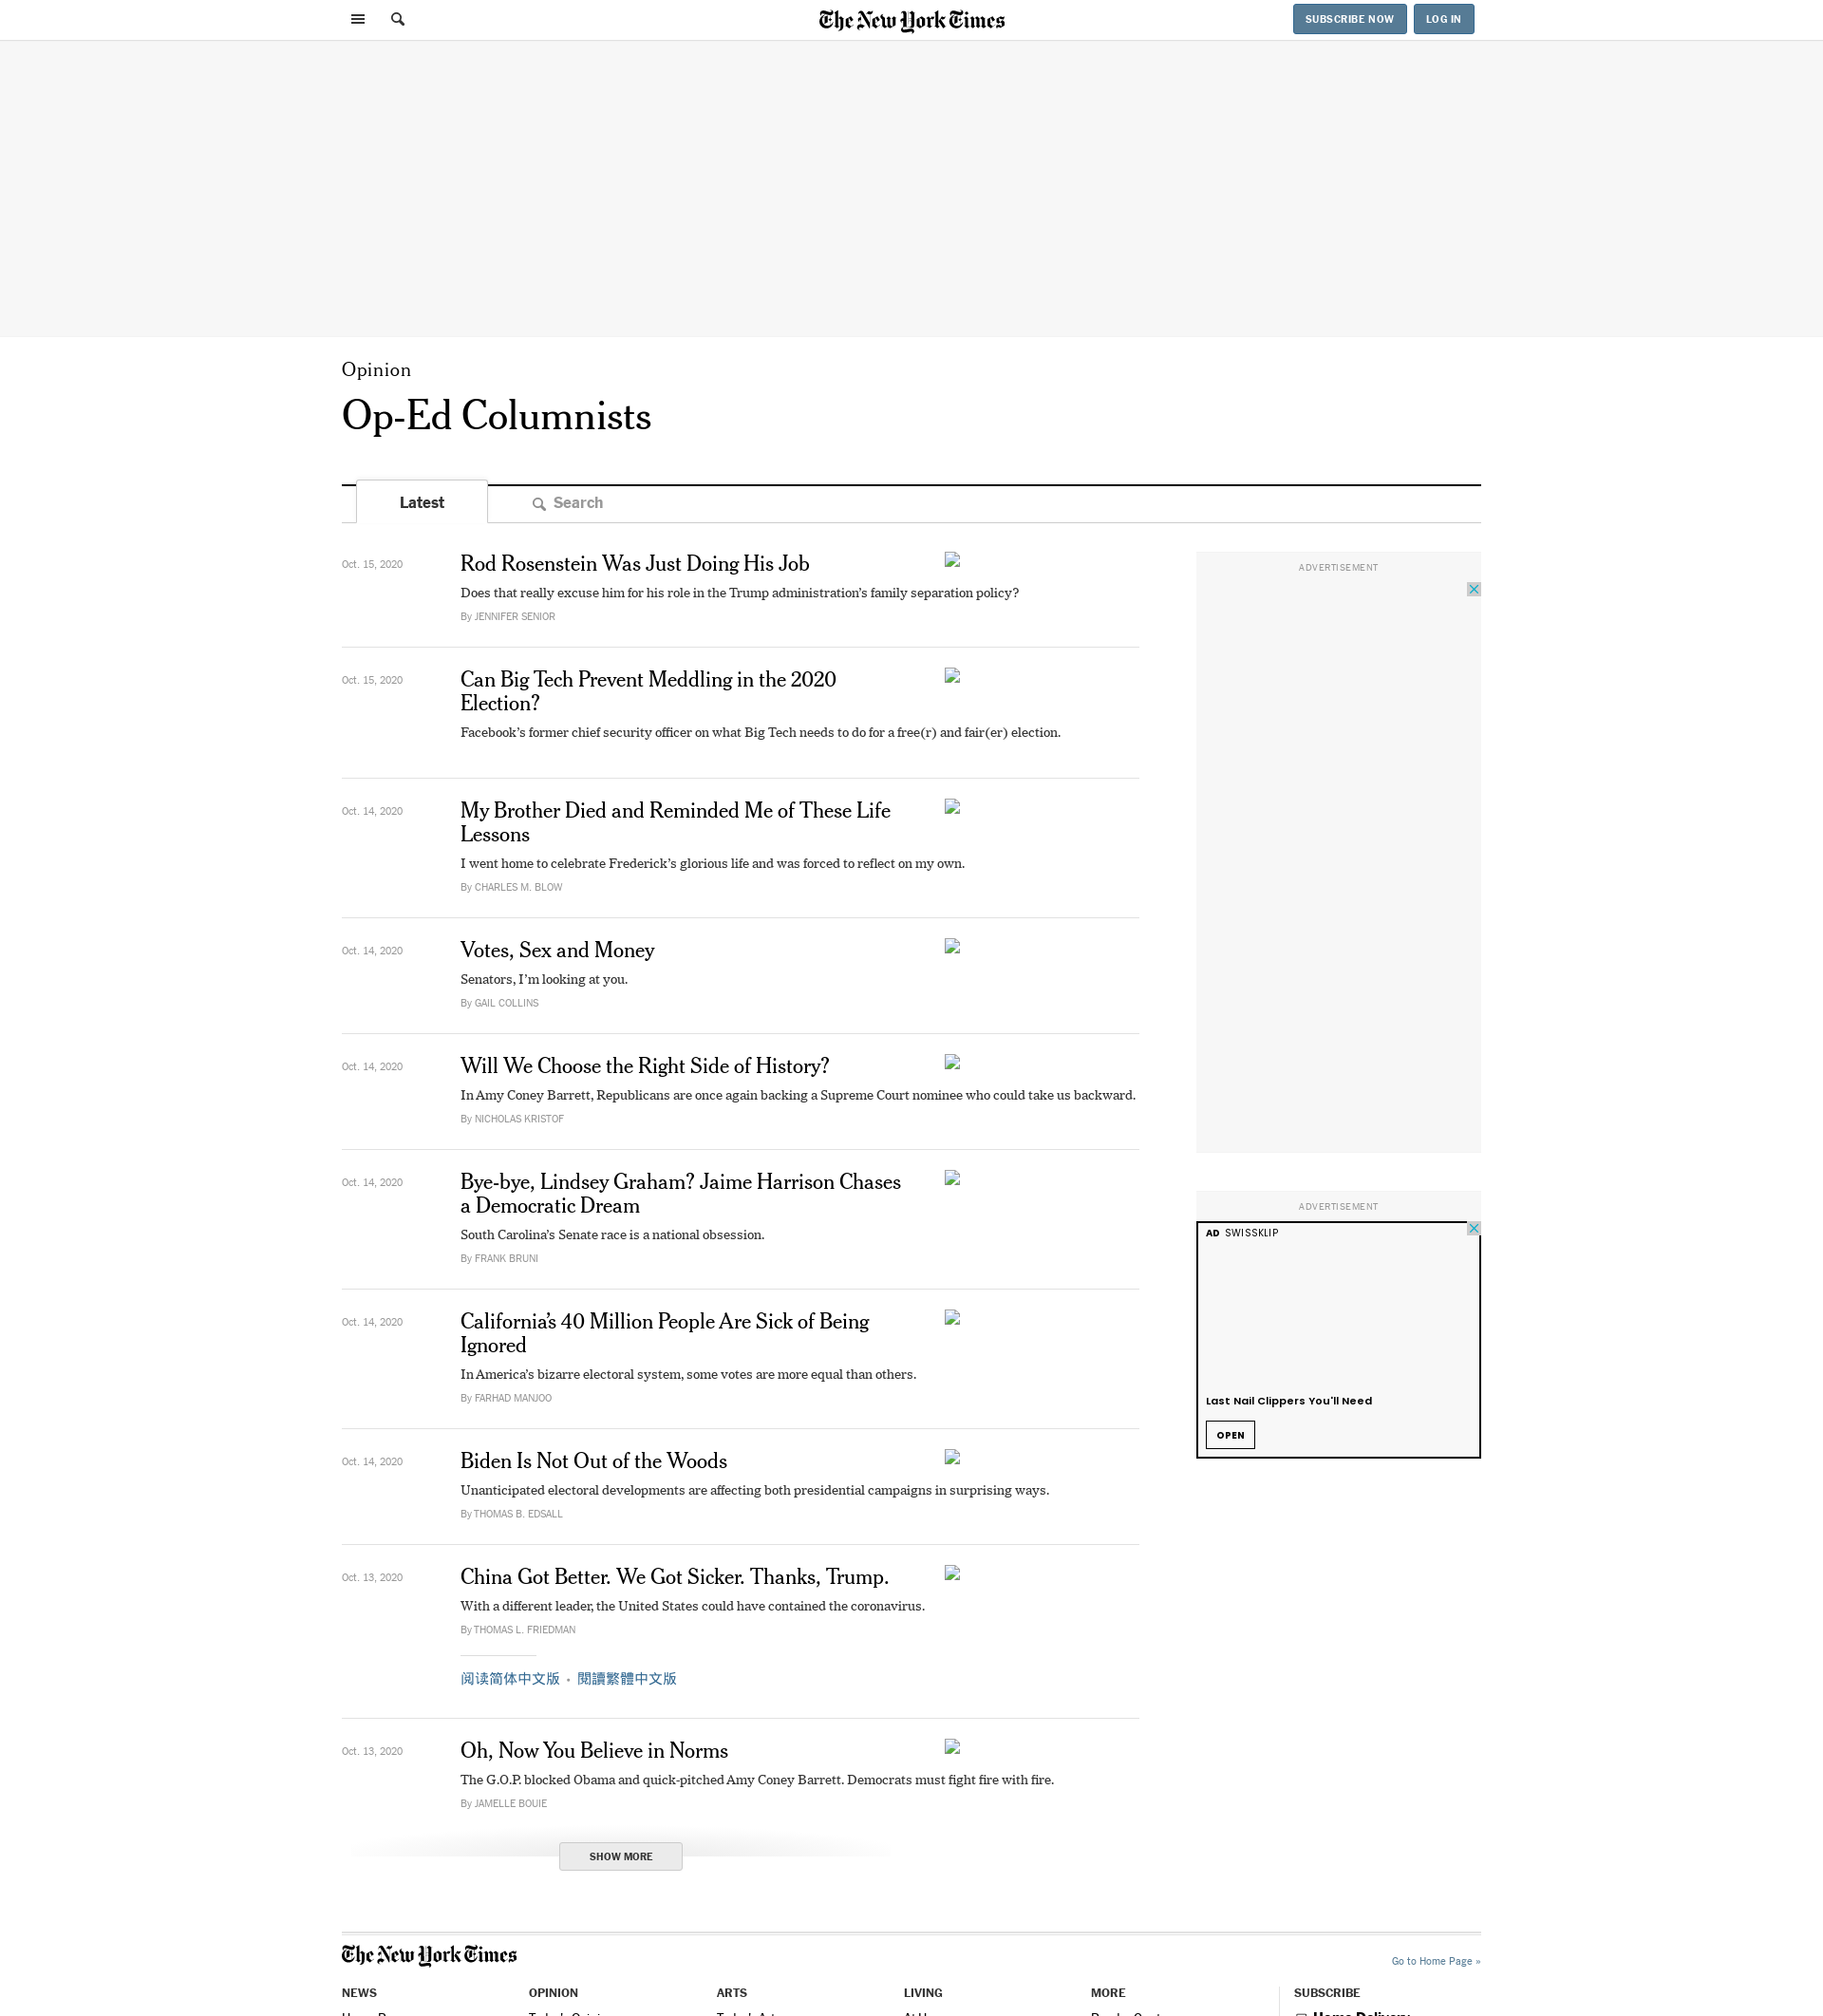 The New York Times
SUBSCRIBE NOW
LOG IN
Opinion
Op-Ed Columnists
Latest
Search
Oct. 15, 2020
Rod Rosenstein Was Just Doing His Job
Does that really excuse him for his role in the Trump administration’s family separation policy?
By JENNIFER SENIOR
Oct. 15, 2020
Can Big Tech Prevent Meddling in the 2020
Election?
Facebook’s former chief security officer on what Big Tech needs to do for a free(r) and fair(er) election.
Oct. 14, 2020
My Brother Died and Reminded Me of These Life
Lessons
I went home to celebrate Frederick’s glorious life and was forced to reflect on my own.
By CHARLES M. BLOW
Oct. 14, 2020
Votes, Sex and Money
Senators, I’m looking at you.
By GAIL COLLINS
Oct. 14, 2020
Will We Choose the Right Side of History?
In Amy Coney Barrett, Republicans are once again backing a Supreme Court nominee who could take us backward.
By NICHOLAS KRISTOF
Oct. 14, 2020
Bye-bye, Lindsey Graham? Jaime Harrison Chases
a Democratic Dream
South Carolina’s Senate race is a national obsession.
By FRANK BRUNI
Oct. 14, 2020
California’s 40 Million People Are Sick of Being
Ignored
In America’s bizarre electoral system, some votes are more equal than others.
By FARHAD MANJOO
Oct. 14, 2020
Biden Is Not Out of the Woods
Unanticipated electoral developments are affecting both presidential campaigns in surprising ways.
By THOMAS B. EDSALL
Oct. 13, 2020
China Got Better. We Got Sicker. Thanks, Trump.
With a different leader, the United States could have contained the coronavirus.
By THOMAS L. FRIEDMAN
阅读简体中文版 • 閱讀繁體中文版
Oct. 13, 2020
Oh, Now You Believe in Norms
The G.O.P. blocked Obama and quick-pitched Amy Coney Barrett. Democrats must fight fire with fire.
By JAMELLE BOUIE
SHOW MORE
ADVERTISEMENT
ADVERTISEMENT
AD SWISSKLIP
Last Nail Clippers You'll Need
OPEN
The New York Times
Go to Home Page »
NEWS
OPINION
ARTS
LIVING
MORE
SUBSCRIBE